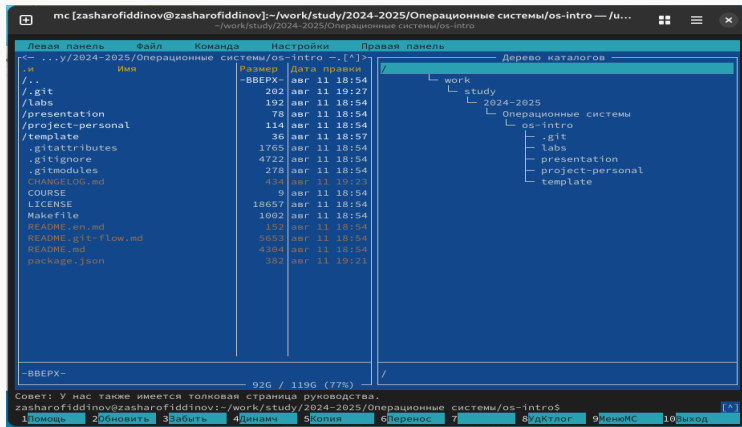 mc [zasharofiddinov@zasharofiddinov]:~/work/study/2024-2025/Операционные системы/os-intro — /u...
~/work/study/2024-2025/Операционные системы/os-intro
Левая панель Файл Команда Настройки Правая панель
<— ...y/2024-2025/Операционные системы/os-intro —.[^]>
.и Имя Размер Дата правки
/.. -ВВЕРХ- авг 11 18:54
/.git 202 авг 11 19:27
/labs 192 авг 11 18:54
/presentation 78 авг 11 18:54
/project-personal 114 авг 11 18:54
/template 36 авг 11 18:57
.gitattributes 1765 авг 11 18:54
.gitignore 4722 авг 11 18:54
.gitmodules 278 авг 11 18:54
CHANGELOG.md 434 авг 11 19:23
COURSE 9 авг 11 18:54
LICENSE 18657 авг 11 18:54
Makefile 1002 авг 11 18:54
README.en.md 152 авг 11 18:54
README.git-flow.md 5653 авг 11 18:54
README.md 4304 авг 11 18:54
package.json 382 авг 11 19:21
-ВВЕРХ-
92G / 119G (77%)
Дерево каталогов
/
work
study
2024-2025
Операционные системы
os-intro
.git
labs
presentation
project-personal
template
/
Совет: У нас также имеется толковая страница руководства.
zasharofiddinov@zasharofiddinov:~/work/study/2024-2025/Операционные системы/os-intro$ [^]
1Помощь 2Обновить 3Забыть 4Динамч 5Копия 6Перенос 7 8УдКтлог 9МенюМС 10Выход